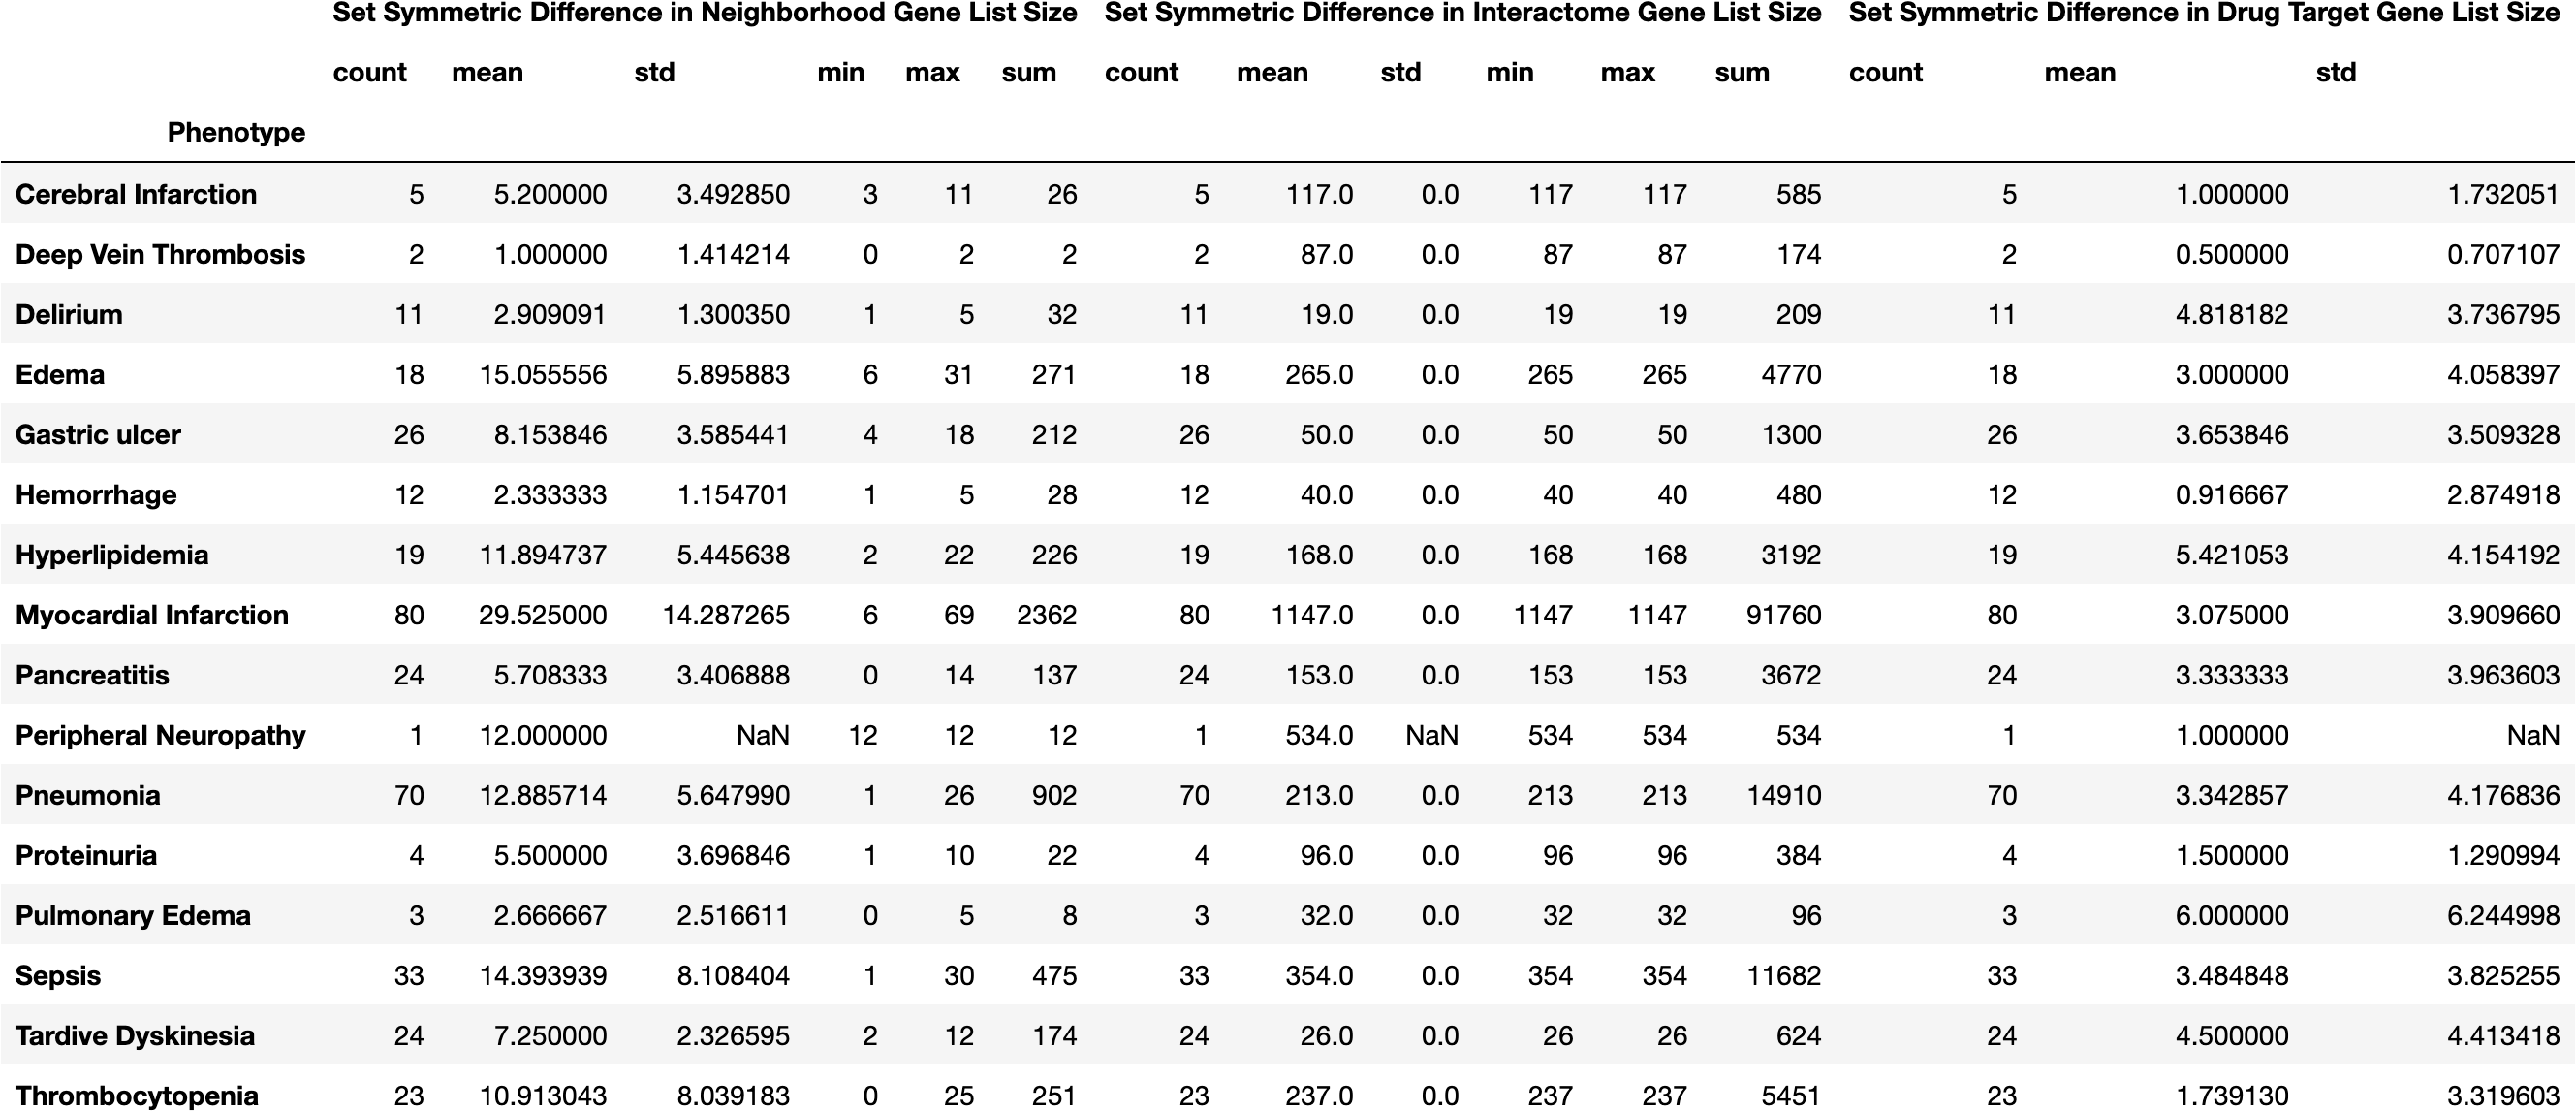 Set Symmetric Difference in Neighborhood Gene List Size Set Symmetric Difference in Interactome Gene List Size Set Symmetric Difference in Drug Target Gene List Size
count mean std min max sum count mean std min max sum count mean std
Phenotype
Cerebral Infarction 5 5.200000 3.492850 3 11 26 5 117.0 0.0 117 117 585 5 1.000000 1.732051
Deep Vein Thrombosis 2 1.000000 1.414214 0 2 2 2 87.0 0.0 87 87 174 2 0.500000 0.707107
Delirium 11 2.909091 1.300350 1 5 32 11 19.0 0.0 19 19 209 11 4.818182 3.736795
Edema 18 15.055556 5.895883 6 31 271 18 265.0 0.0 265 265 4770 18 3.000000 4.058397
Gastric ulcer 26 8.153846 3.585441 4 18 212 26 50.0 0.0 50 50 1300 26 3.653846 3.509328
Hemorrhage 12 2.333333 1.154701 1 5 28 12 40.0 0.0 40 40 480 12 0.916667 2.874918
Hyperlipidemia 19 11.894737 5.445638 2 22 226 19 168.0 0.0 168 168 3192 19 5.421053 4.154192
Myocardial Infarction 80 29.525000 14.287265 6 69 2362 80 1147.0 0.0 1147 1147 91760 80 3.075000 3.909660
Pancreatitis 24 5.708333 3.406888 0 14 137 24 153.0 0.0 153 153 3672 24 3.333333 3.963603
Peripheral Neuropathy 1 12.000000 NaN 12 12 12 1 534.0 NaN 534 534 534 1 1.000000 NaN
Pneumonia 70 12.885714 5.647990 1 26 902 70 213.0 0.0 213 213 14910 70 3.342857 4.176836
Proteinuria 4 5.500000 3.696846 1 10 22 4 96.0 0.0 96 96 384 4 1.500000 1.290994
Pulmonary Edema 3 2.666667 2.516611 0 5 8 3 32.0 0.0 32 32 96 3 6.000000 6.244998
Sepsis 33 14.393939 8.108404 1 30 475 33 354.0 0.0 354 354 11682 33 3.484848 3.825255
Tardive Dyskinesia 24 7.250000 2.326595 2 12 174 24 26.0 0.0 26 26 624 24 4.500000 4.413418
Thrombocytopenia 23 10.913043 8.039183 0 25 251 23 237.0 0.0 237 237 5451 23 1.739130 3.319603